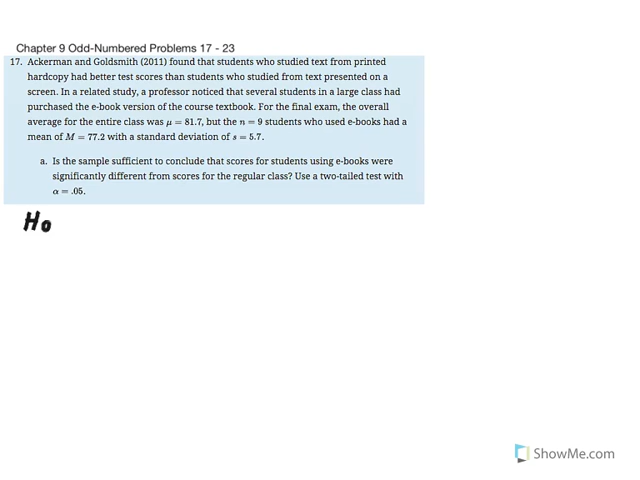 Chapter 9 Odd-Numbered Problems 17 - 23
17. Ackerman and Goldsmith (2011) found that students who studied text from printed
hardcopy had better test scores than students who studied from text presented on a
screen. In a related study, a professor noticed that several students in a large class had
purchased the e-book version of the course textbook. For the final exam, the overall
average for the entire class was μ = 81.7, but the n = 9 students who used e-books had a
mean of M = 77.2 with a standard deviation of s = 5.7.
a. Is the sample sufficient to conclude that scores for students using e-books were
significantly different from scores for the regular class? Use a two-tailed test with
α = .05.
Ho
ShowMe.com